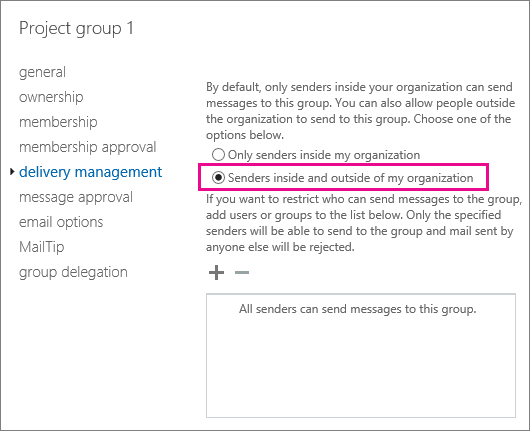 Project group 1
general
ownership
membership
membership approval
delivery management
message approval
email options
MailTip
group delegation
By default, only senders inside your organization can send
messages to this group. You can also allow people outside
the organization to send to this group. Choose one of the
options below.
Only senders inside my organization
Senders inside and outside of my organization
If you want to restrict who can send messages to the group,
add users or groups to the list below. Only the specified
senders will be able to send to the group and mail sent by
anyone else will be rejected.
All senders can send messages to this group.